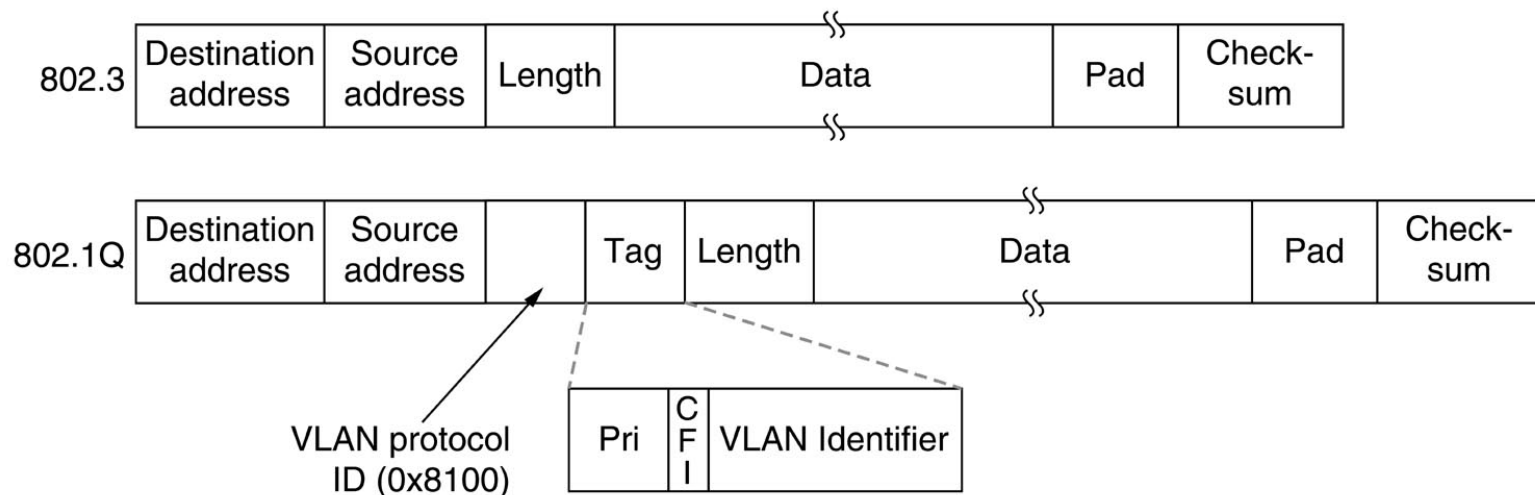 802.3
Destination
address
Source
address
Length
Data
Pad
Check-
sum
802.1Q
Destination
address
Source
address
Tag
Length
Data
Pad
Check-
sum
VLAN protocol
ID (0x8100)
Pri
C
F
I
VLAN Identifier